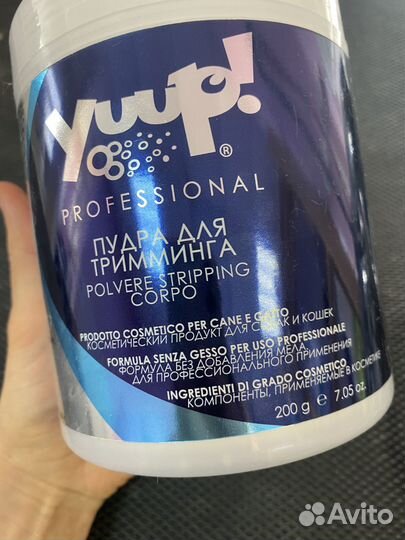 Yuup!
®
PROFESSIONAL
ПУДРА ДЛЯ
ТРИММИНГА
POLVERE STRIPPING
CORPO
PRODOTTO COSMETICO PER CANE E GATTO
КОСМЕТИЧЕСКИЙ ПРОДУКТ ДЛЯ СОБАК И КОШЕК
FORMULA SENZA GESSO PER USO PROFESSIONALE
ФОРМУЛА БЕЗ ДОБАВЛЕНИЯ МЕЛА,
ДЛЯ ПРОФЕССИОНАЛЬНОГО ПРИМЕНЕНИЯ
INGREDIENTI DI GRADO COSMETICO
КОМПОНЕНТЫ, ПРИМЕНЯЕМЫЕ В КОСМЕТИКЕ
200 g ℮ 7.05 oz.
Avito